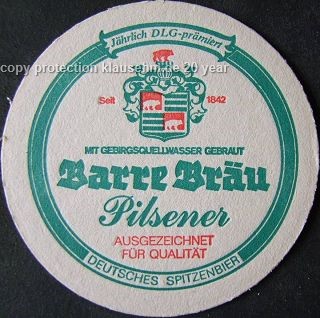 Jährlich DLG-prämiert
copy protection klausehm.de 20 year
Seit 1842
MIT GEBIRGSQUELLWASSER GEBRAUT
Barre Bräu
Pilsener
AUSGEZEICHNET
FÜR QUALITÄT
DEUTSCHES SPITZENBIER